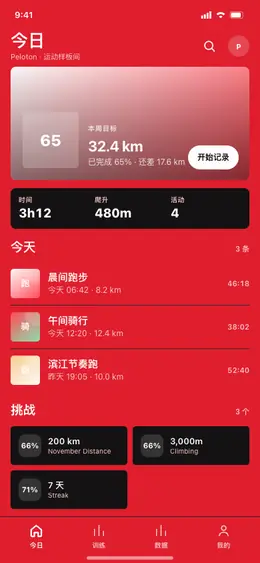 9:41
今日
Peloton · 运动样板间
P
65
本周目标
32.4 km
已完成 65% · 还差 17.6 km
开始记录
时间 爬升 活动
3h12 480m 4
今天 3 条
跑 晨间跑步 46:18
今天 06:42 · 8.2 km
骑 午间骑行 38:02
今天 12:20 · 12.4 km
滨江节奏跑 52:40
昨天 19:05 · 10.0 km
挑战 3 个
66% 200 km
November Distance
66% 3,000m
Climbing
71% 7 天
Streak
今日 训练 数据 我的